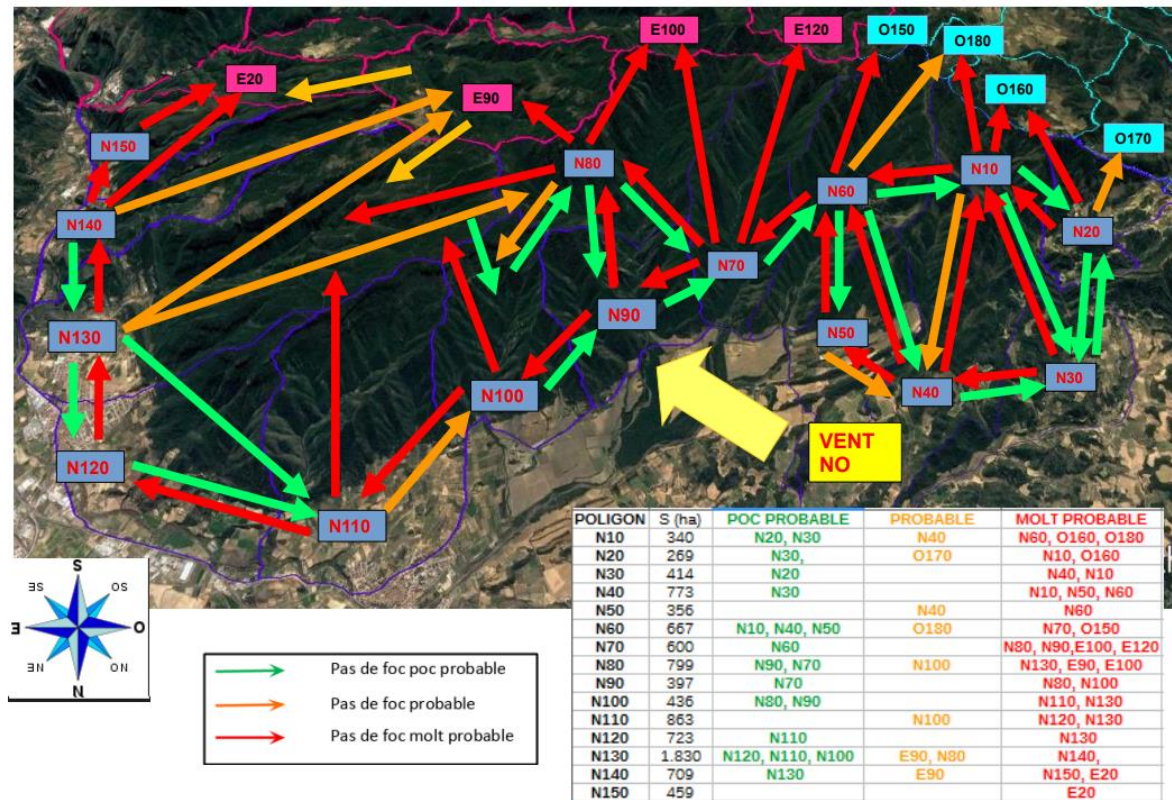 E100
E120
O150
O180
E20
E90
O160
N150
N80
N10
O170
N60
N140
N20
N70
N130
N90
N50
N30
N100
N40
VENT
NO
N120
N110
S
SE
SO
E
O
NE
NO
N
Pas de foc poc probable
Pas de foc probable
Pas de foc molt probable
POLIGON S (ha) POC PROBABLE PROBABLE MOLT PROBABLE
N10 340 N20, N30 N40 N60, O160, O180
N20 269 N30, O170 N10, O160
N30 414 N20 N40, N10
N40 773 N30 N10, N50, N60
N50 356 N40 N60
N60 667 N10, N40, N50 O180 N70, O150
N70 600 N60 N80, N90,E100, E120
N80 799 N90, N70 N100 N130, E90, E100
N90 397 N70 N80, N100
N100 436 N80, N90 N110, N130
N110 863 N100 N120, N130
N120 723 N110 N130
N130 1.830 N120, N110, N100 E90, N80 N140,
N140 709 N130 E90 N150, E20
N150 459 E20